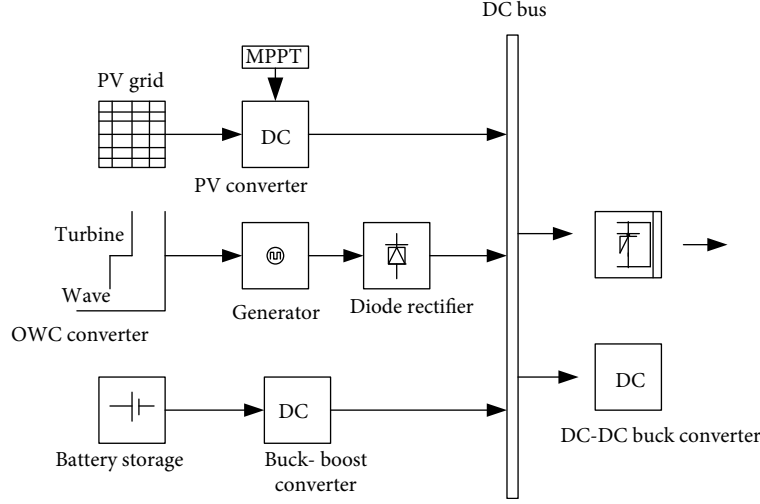 DC bus
MPPT
PV grid
DC
PV converter
Turbine
Wave
OWC converter
Generator
Diode rectifier
DC
Battery storage
Buck- boost
converter
DC
DC-DC buck converter